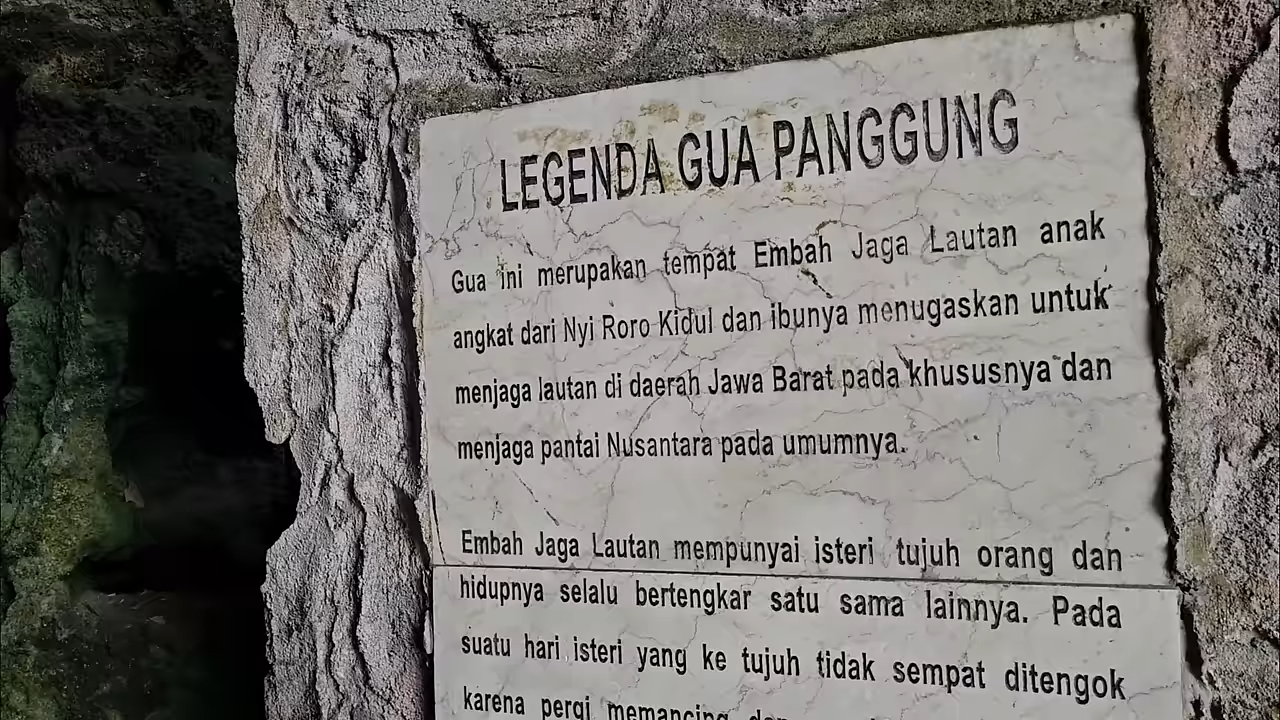 LEGENDA GUA PANGGUNG
Gua ini merupakan tempat Embah Jaga Lautan anak
angkat dari Nyi Roro Kidul dan ibunya menugaskan untuk
menjaga lautan di daerah Jawa Barat pada khususnya dan
menjaga pantai Nusantara pada umumnya.
Embah Jaga Lautan mempunyai isteri tujuh orang dan
hidupnya selalu bertengkar satu sama lainnya. Pada
suatu hari isteri yang ke tujuh tidak sempat ditengok
karena pergi memancing